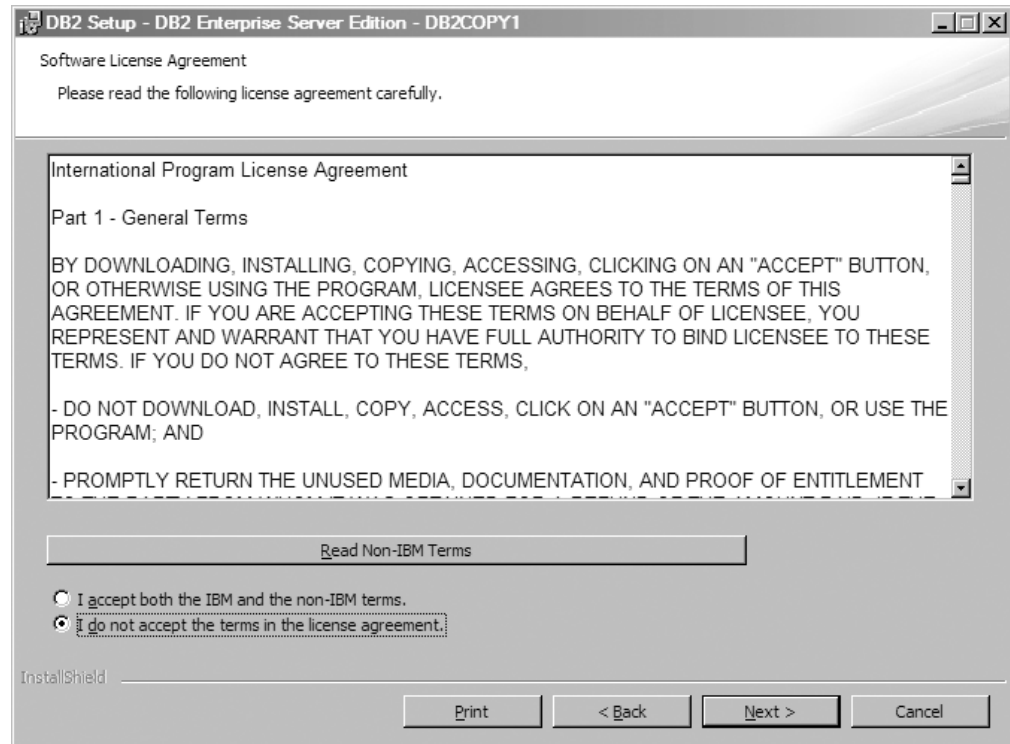 DB2 Setup - DB2 Enterprise Server Edition - DB2COPY1
Software License Agreement
Please read the following license agreement carefully.
International Program License Agreement
Part 1 - General Terms
BY DOWNLOADING, INSTALLING, COPYING, ACCESSING, CLICKING ON AN "ACCEPT" BUTTON,
OR OTHERWISE USING THE PROGRAM, LICENSEE AGREES TO THE TERMS OF THIS
AGREEMENT. IF YOU ARE ACCEPTING THESE TERMS ON BEHALF OF LICENSEE, YOU
REPRESENT AND WARRANT THAT YOU HAVE FULL AUTHORITY TO BIND LICENSEE TO THESE
TERMS. IF YOU DO NOT AGREE TO THESE TERMS,
- DO NOT DOWNLOAD, INSTALL, COPY, ACCESS, CLICK ON AN "ACCEPT" BUTTON, OR USE THE
PROGRAM; AND
- PROMPTLY RETURN THE UNUSED MEDIA, DOCUMENTATION, AND PROOF OF ENTITLEMENT
Read Non-IBM Terms
I accept both the IBM and the non-IBM terms.
I do not accept the terms in the license agreement.
InstallShield
Print < Back Next > Cancel